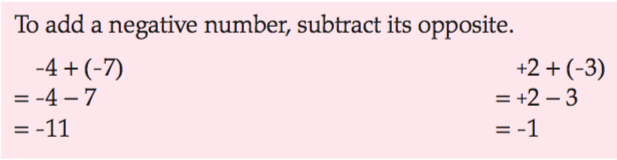 To add a negative number, subtract its opposite.
-4 + (-7) +2 + (-3)
= -4 – 7 = +2 – 3
= -11 = -1